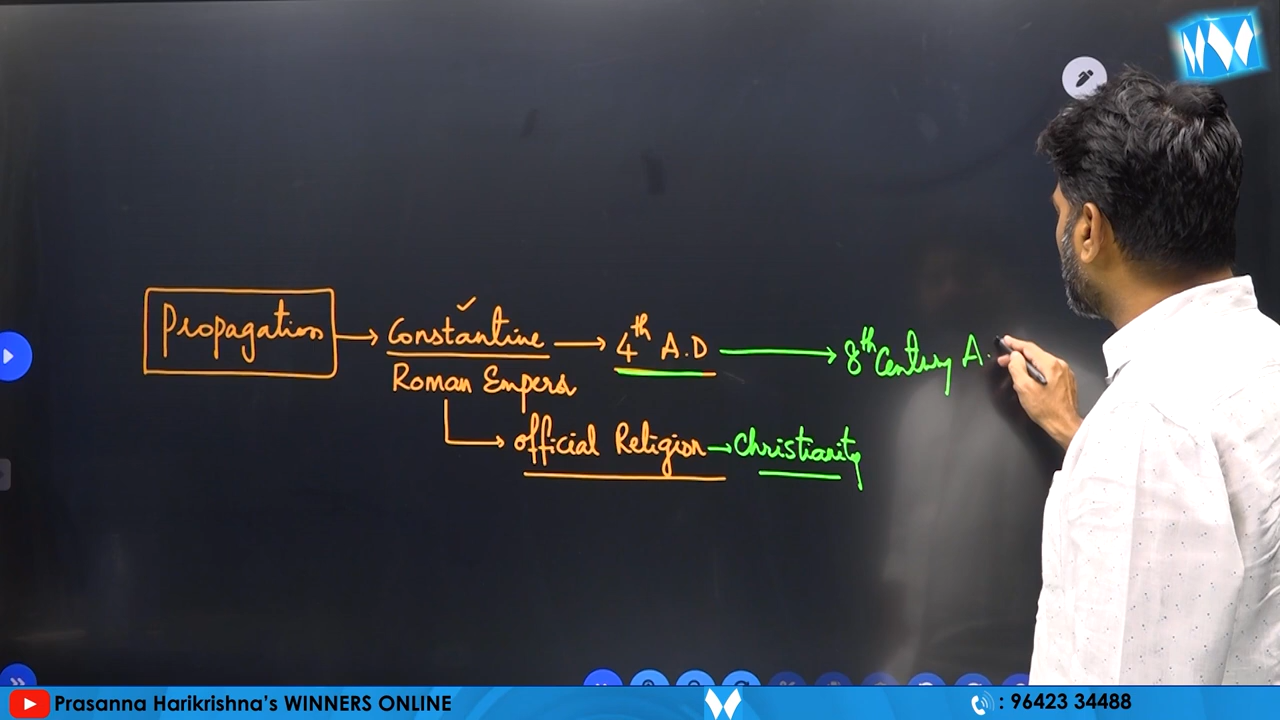 Propagation Constantine 4th A.D 8th Century A.
Roman Emperor
official Religion Christianity
Prasanna Harikrishna's WINNERS ONLINE : 96423 34488